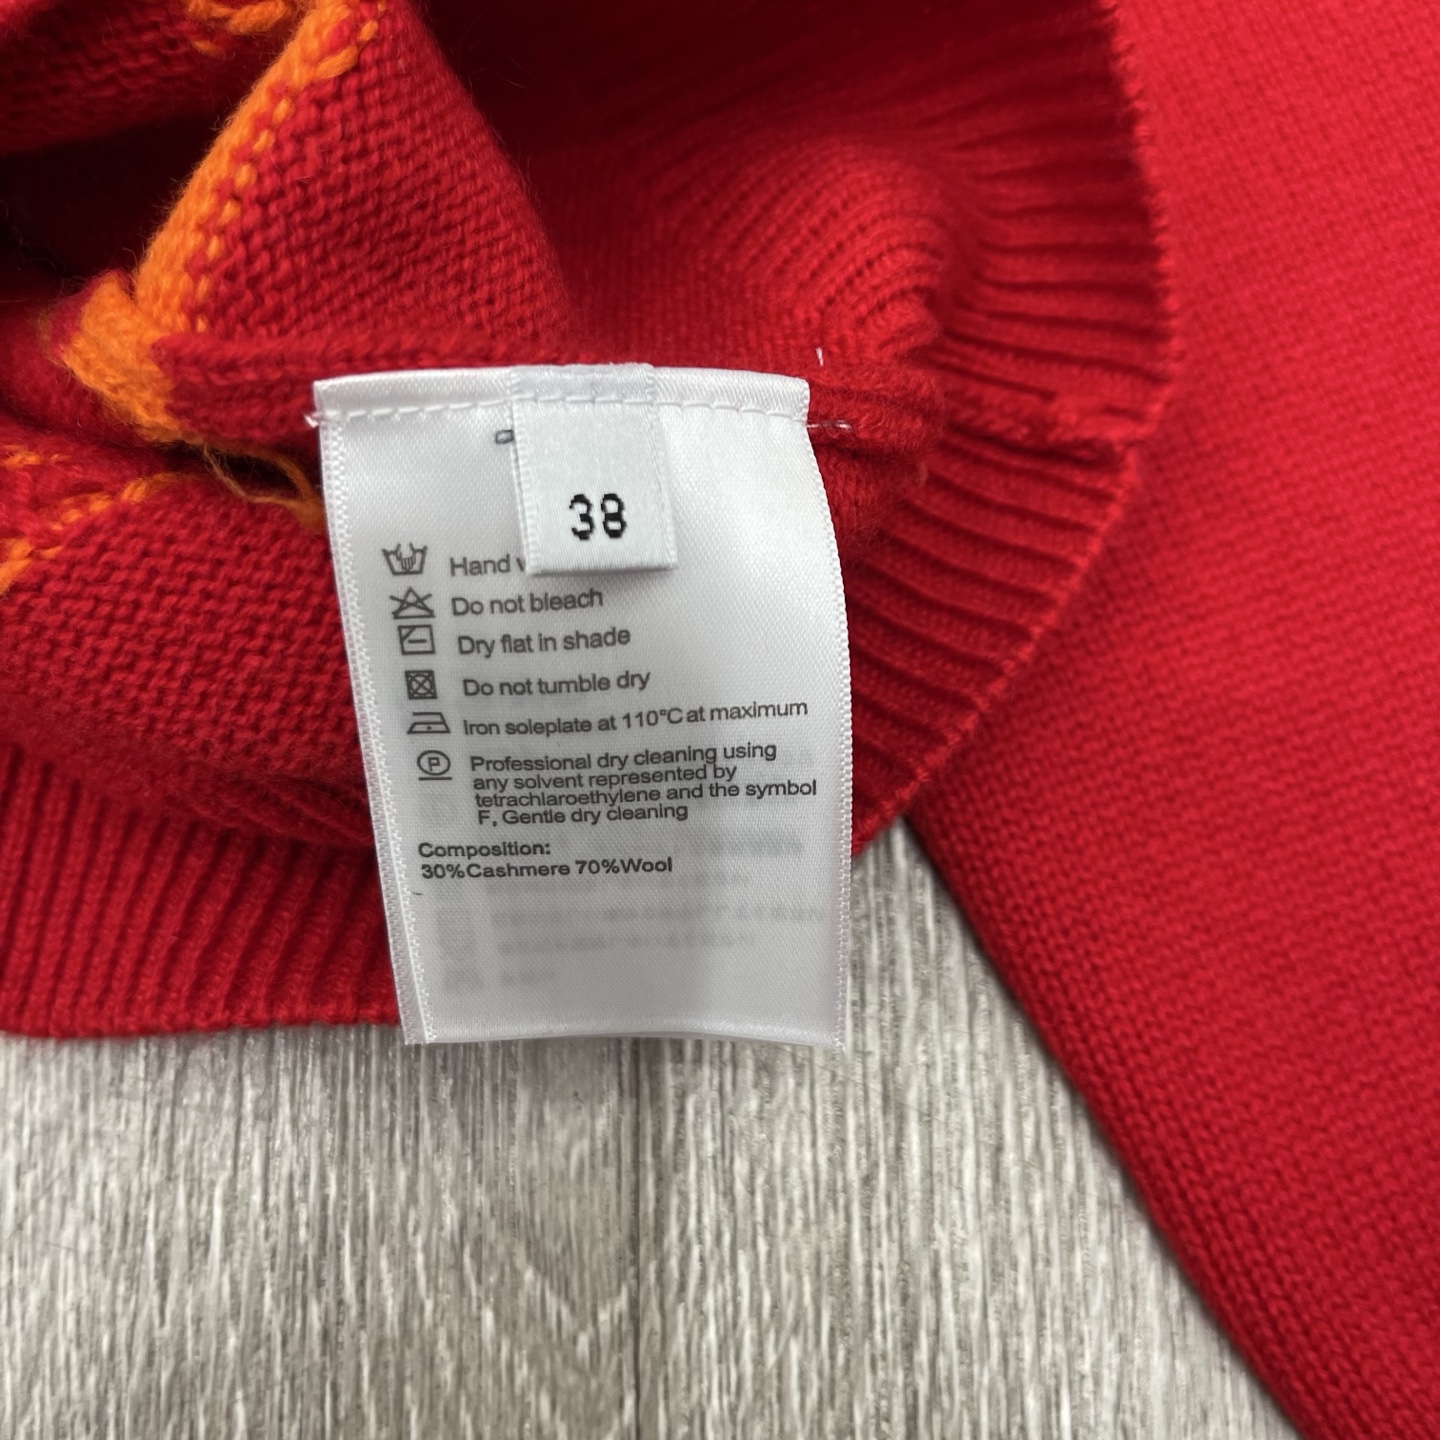 38
Hand
Do not bleach
Dry flat in shade
Do not tumble dry
Iron soleplate at 110°C at maximum
P
Professional dry cleaning using
any solvent represented by
tetrachlaroethylene and the symbol
F, Gentle dry cleaning
Composition:
30%Cashmere 70%Wool